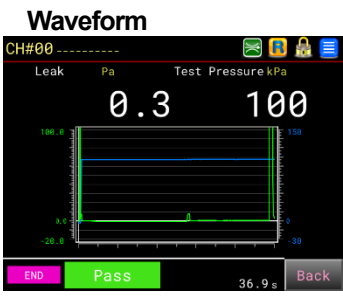 Waveform
CH#00----------
R
Leak Pa Test Pressure kPa
0.3 100
100.0 150
0.0 0
-20.0 -30
END Pass 36.9 s Back